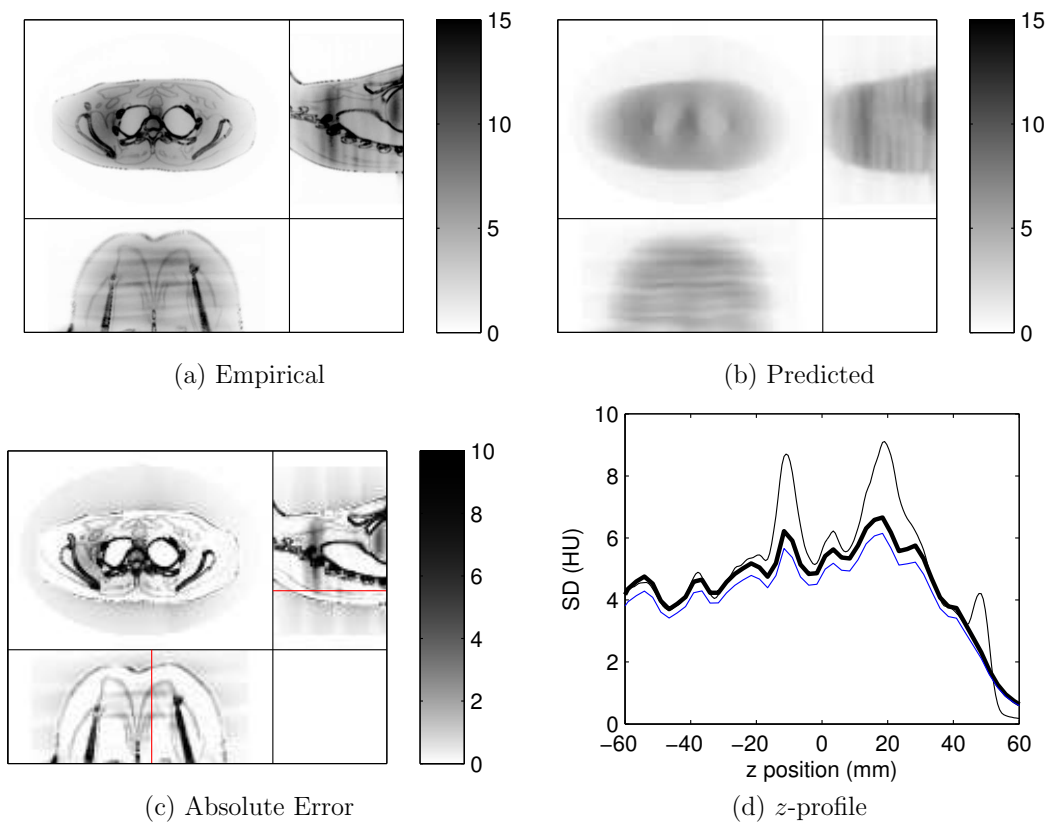 15
10
5
0
(a) Empirical
15
10
5
0
(b) Predicted
10
8
6
4
2
0
(c) Absolute Error
10
8
6
4
2
0
SD (HU)
−60 −40 −20 0 20 40 60
z position (mm)
(d) z-profile